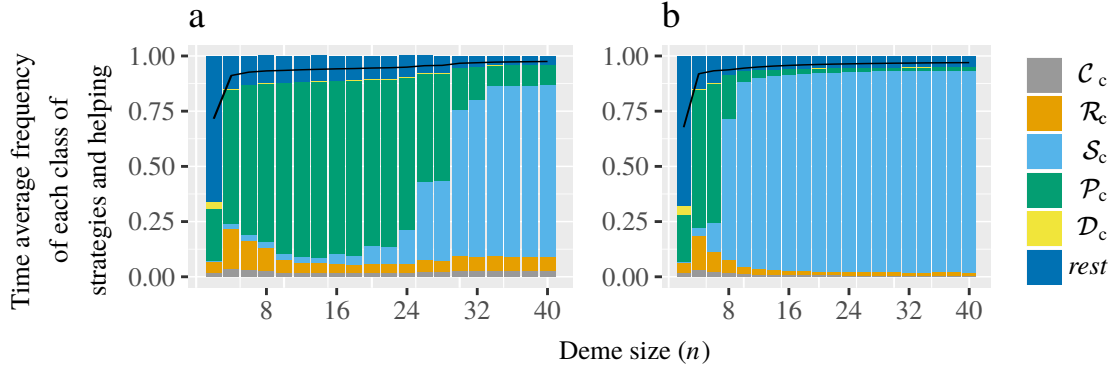 a
b
Time average frequency
of each class of
strategies and helping
1.00
0.75
0.50
0.25
0.00
8
16
24
32
40
1.00
0.75
0.50
0.25
0.00
8
16
24
32
40
Deme size (n)
𝒞c
ℛc
𝒮c
𝒫c
𝒟c
rest